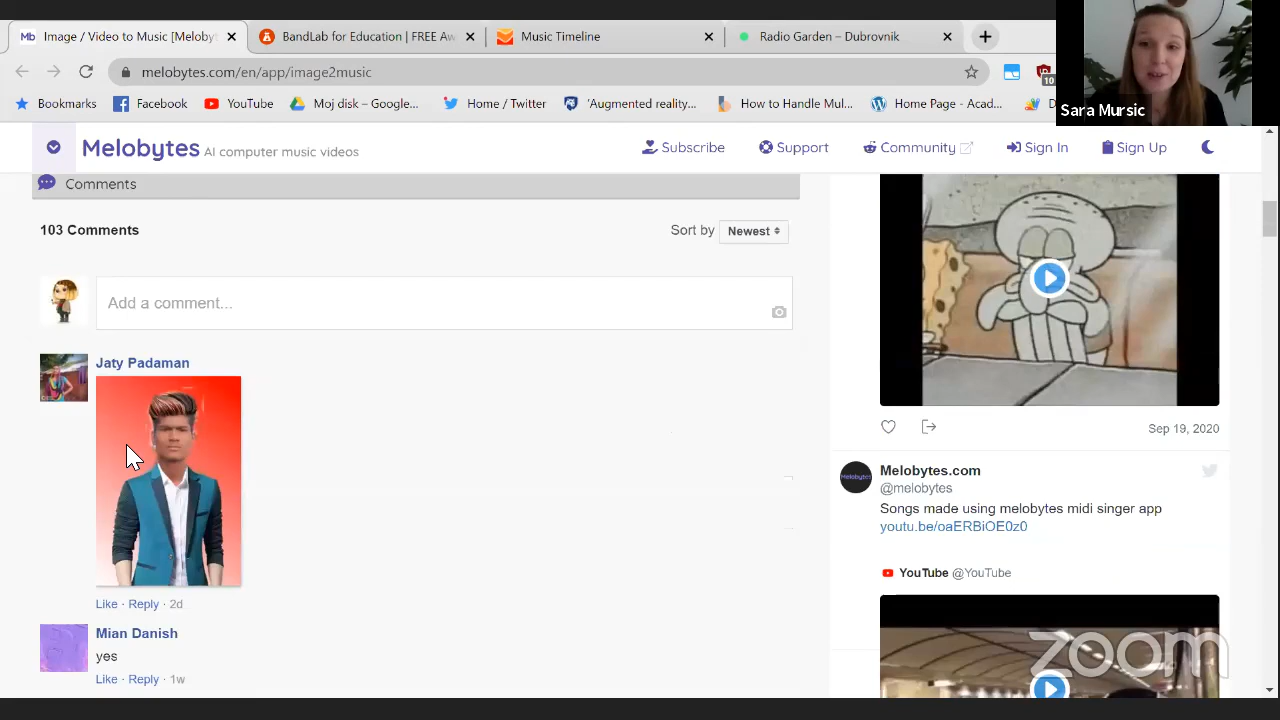 Image / Video to Music [Melobyt
BandLab for Education | FREE Aw
Music Timeline
Radio Garden – Dubrovnik
melobytes.com/en/app/image2music
10
Bookmarks
Facebook
YouTube
Moj disk – Google...
Home / Twitter
'Augmented reality...
How to Handle Mul...
Home Page - Acad...
Sara Mursic
Melobytes AI computer music videos
Subscribe
Support
Community
Sign In
Sign Up
Comments
103 Comments
Sort by Newest
Add a comment...
Jaty Padaman
Like · Reply · 2d
Mian Danish
yes
Like · Reply · 1w
Sep 19, 2020
Melobytes.com
@melobytes
Songs made using melobytes midi singer app
youtu.be/oaERBiOE0z0
YouTube @YouTube
zoom